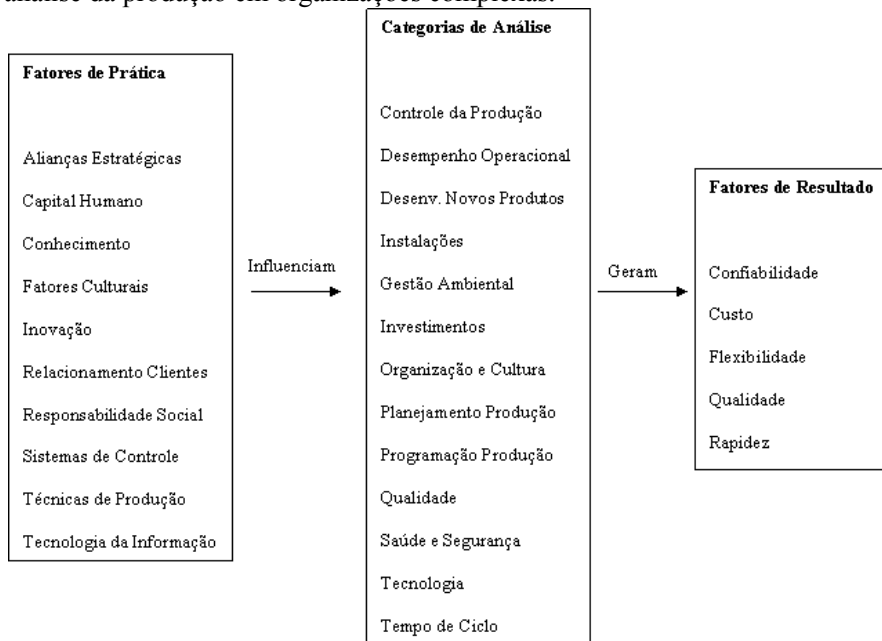 análise da produção em organizações complexas.
Fatores de Prática
Alianças Estratégicas
Capital Humano
Conhecimento
Fatores Culturais
Inovação
Relacionamento Clientes
Responsabilidade Social
Sistemas de Controle
Técnicas de Produção
Tecnologia da Informação
Influenciam
Categorias de Análise
Controle da Produção
Desempenho Operacional
Desenv. Novos Produtos
Instalações
Gestão Ambiental
Investimentos
Organização e Cultura
Planejamento Produção
Programação Produção
Qualidade
Saúde e Segurança
Tecnologia
Tempo de Ciclo
Geram
Fatores de Resultado
Confiabilidade
Custo
Flexibilidade
Qualidade
Rapidez